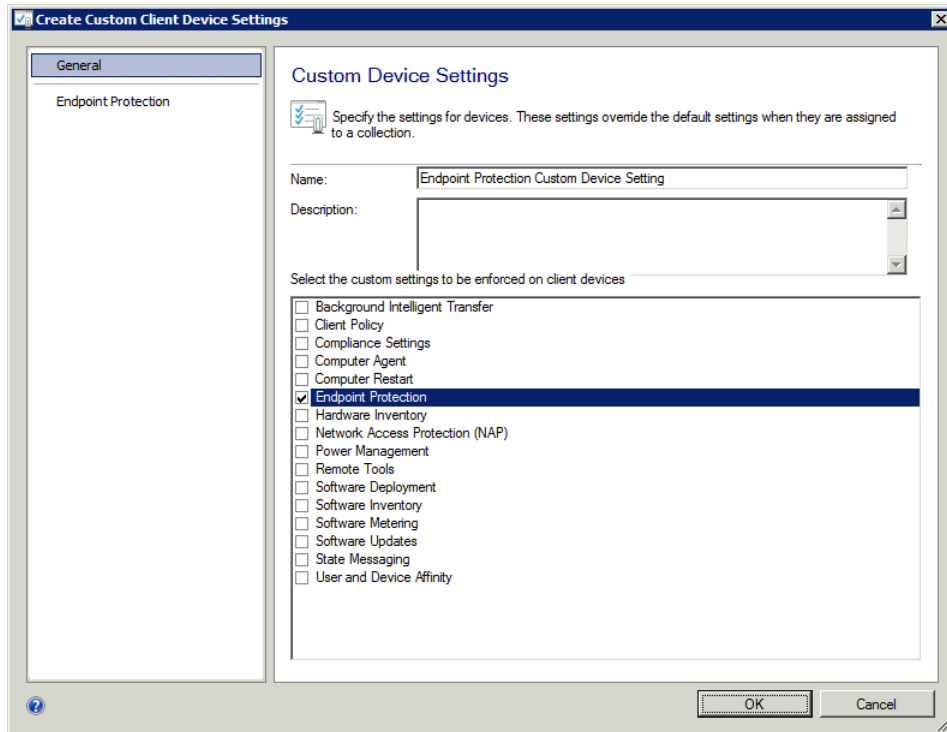 Create Custom Client Device Settings
General
Endpoint Protection
Custom Device Settings
Specify the settings for devices. These settings override the default settings when they are assigned
to a collection.
Name:
Endpoint Protection Custom Device Setting
Description:
Select the custom settings to be enforced on client devices
Background Intelligent Transfer
Client Policy
Compliance Settings
Computer Agent
Computer Restart
Endpoint Protection
Hardware Inventory
Network Access Protection (NAP)
Power Management
Remote Tools
Software Deployment
Software Inventory
Software Metering
Software Updates
State Messaging
User and Device Affinity
OK
Cancel